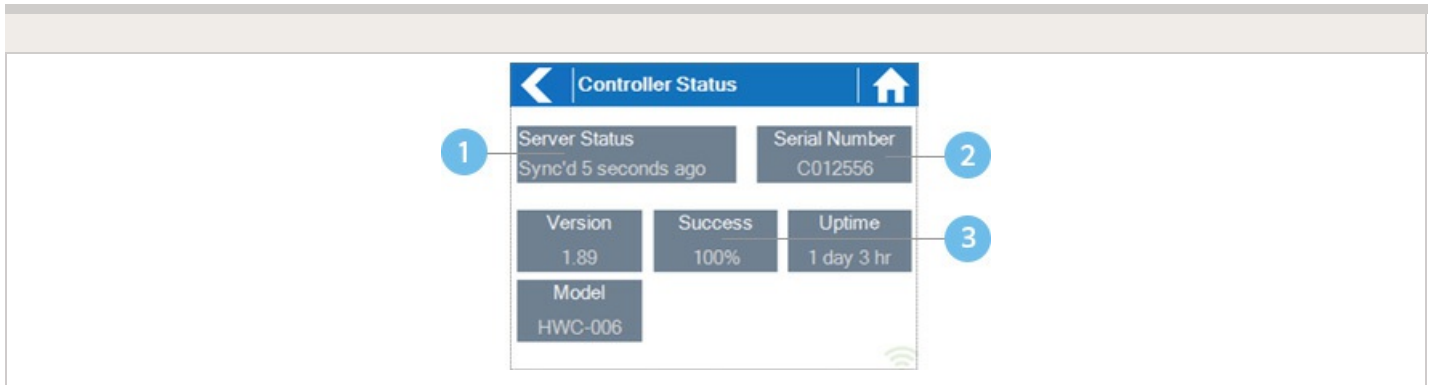 Controller Status
Server Status
Serial Number
1
Sync'd 5 seconds ago
C012556
2
Version
Success
Uptime
3
1.89
100%
1 day 3 hr
Model
HWC-006